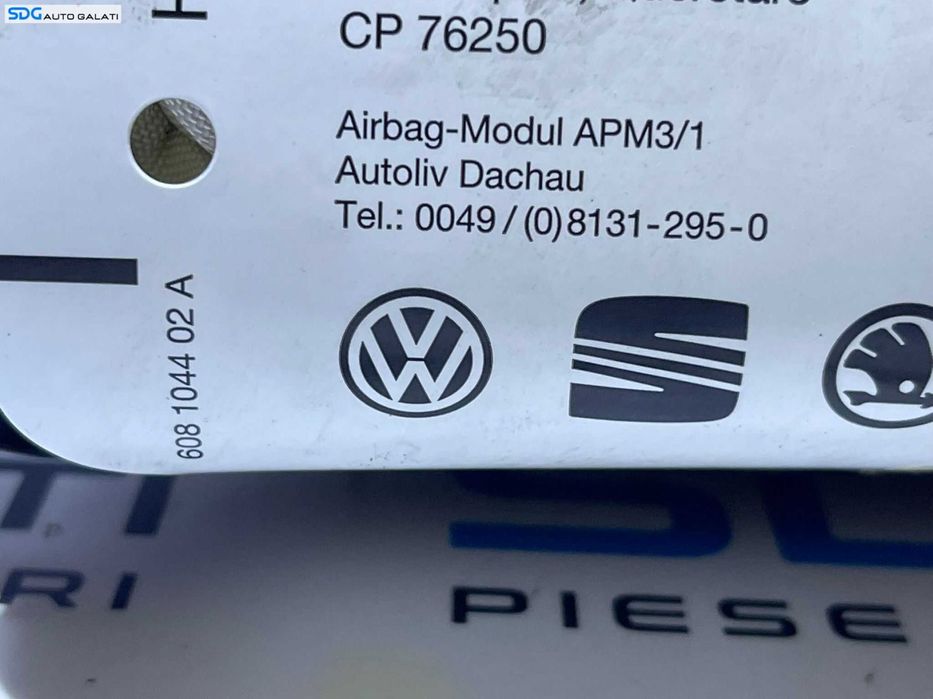 SDG AUTO GALATI
CP 76250
Airbag-Modul APM3/1
Autoliv Dachau
Tel.: 0049/(0)8131-295-0
608 1044 02 A
PIESE